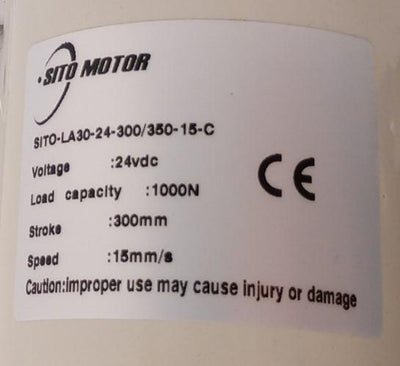 SITO MOTOR
SITO-LA30-24-300/350-15-C
Voltage :24vdc
Load capacity :1000N
Stroke :300mm
Speed :15mm/s
Caution:Improper use may cause injury or damage
CE